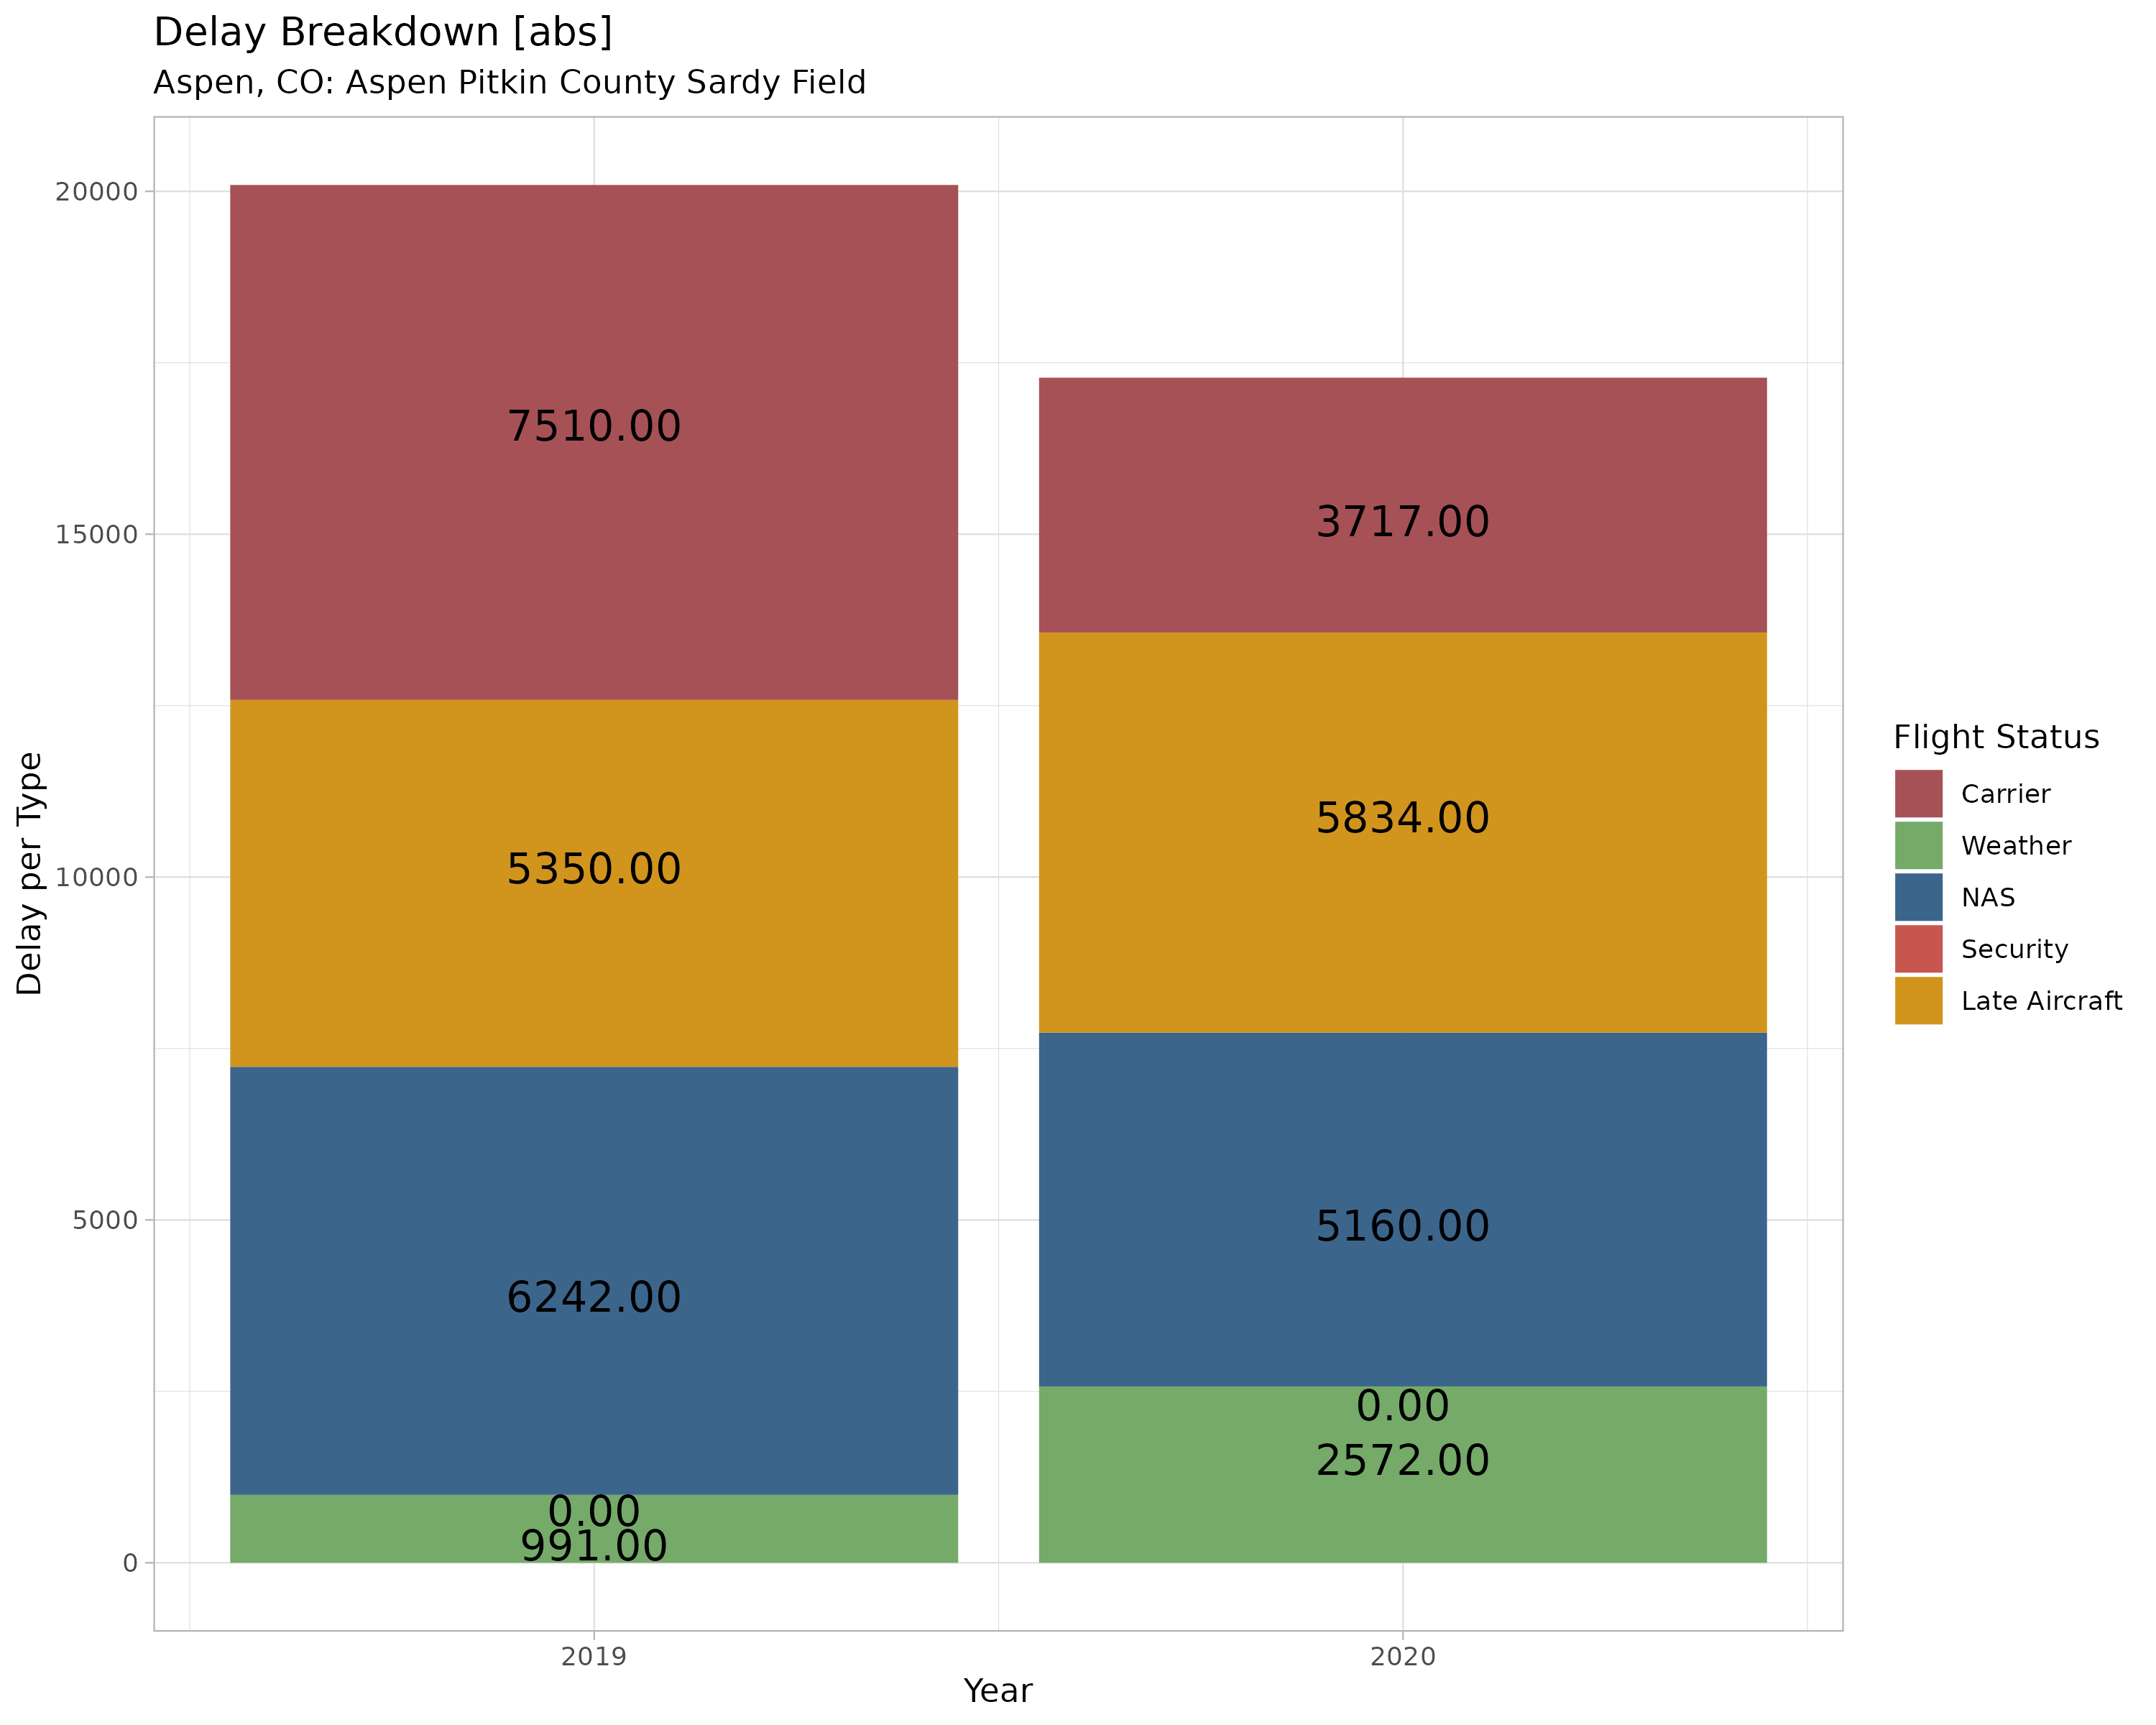 Delay Breakdown [abs]
Aspen, CO: Aspen Pitkin County Sardy Field
Delay per Type
20000
15000
10000
5000
0
7510.00
5350.00
6242.00
0.00
991.00
3717.00
5834.00
5160.00
0.00
2572.00
2019
2020
Year
Flight Status
Carrier
Weather
NAS
Security
Late Aircraft